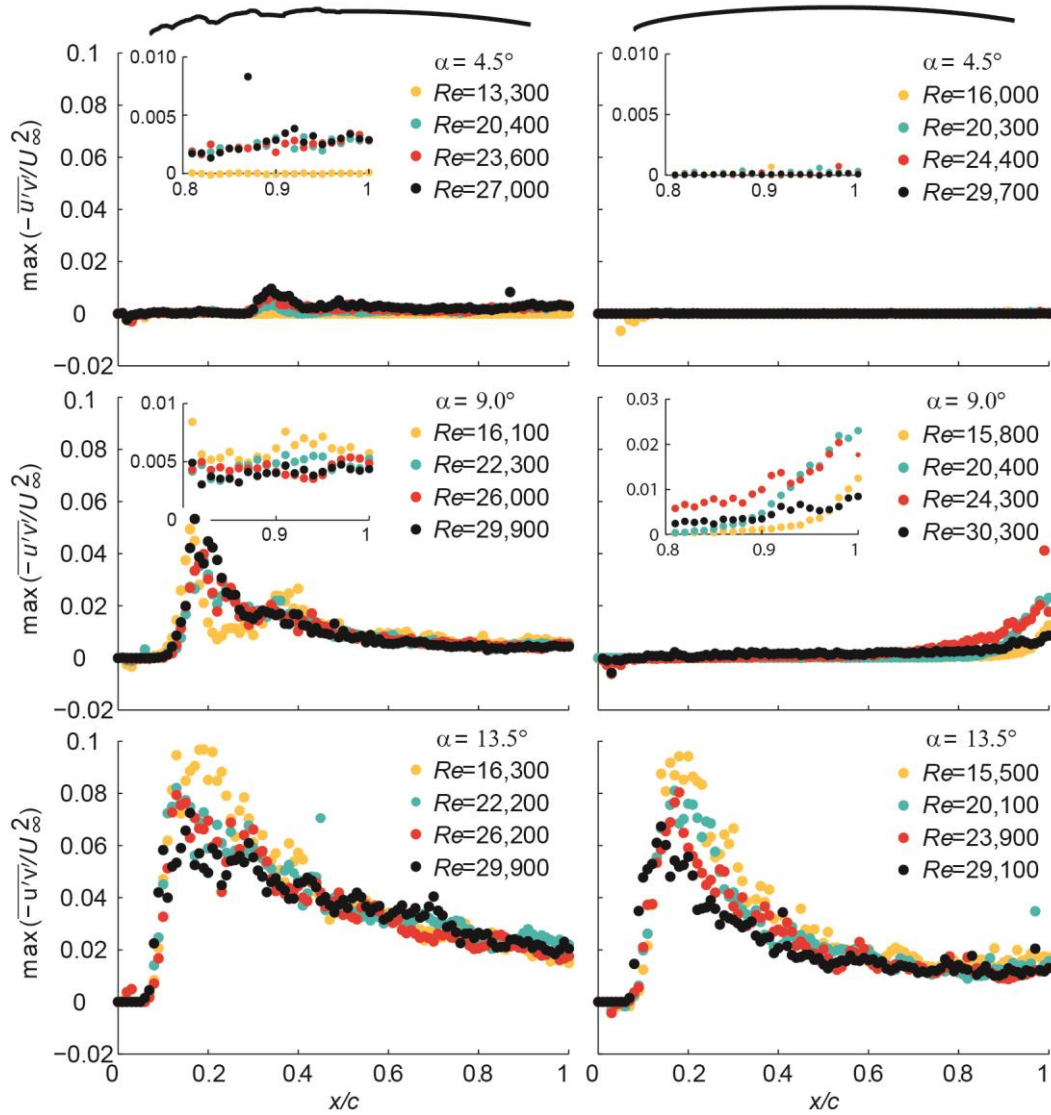 0.1
0.08
0.06
0.04
0.02
0
−0.02
max (−u'v'/U∞²)
0.010
0.005
0
0.8
0.9
1
α = 4.5°
Re=13,300
Re=20,400
Re=23,600
Re=27,000
0.010
0.005
0
0.8
0.9
1
α = 4.5°
Re=16,000
Re=20,300
Re=24,400
Re=29,700
0.1
0.08
0.06
0.04
0.02
0
−0.02
max (−u'v'/U∞²)
0.01
0.005
0
0.9
1
α = 9.0°
Re=16,100
Re=22,300
Re=26,000
Re=29,900
0.03
0.02
0.01
0
0.8
0.9
1
α = 9.0°
Re=15,800
Re=20,400
Re=24,300
Re=30,300
0.1
0.08
0.06
0.04
0.02
0
−0.02
max (−u'v'/U∞²)
α = 13.5°
Re=16,300
Re=22,200
Re=26,200
Re=29,900
α = 13.5°
Re=15,500
Re=20,100
Re=23,900
Re=29,100
0 0.2 0.4 0.6 0.8 1
x/c
0 0.2 0.4 0.6 0.8 1
x/c